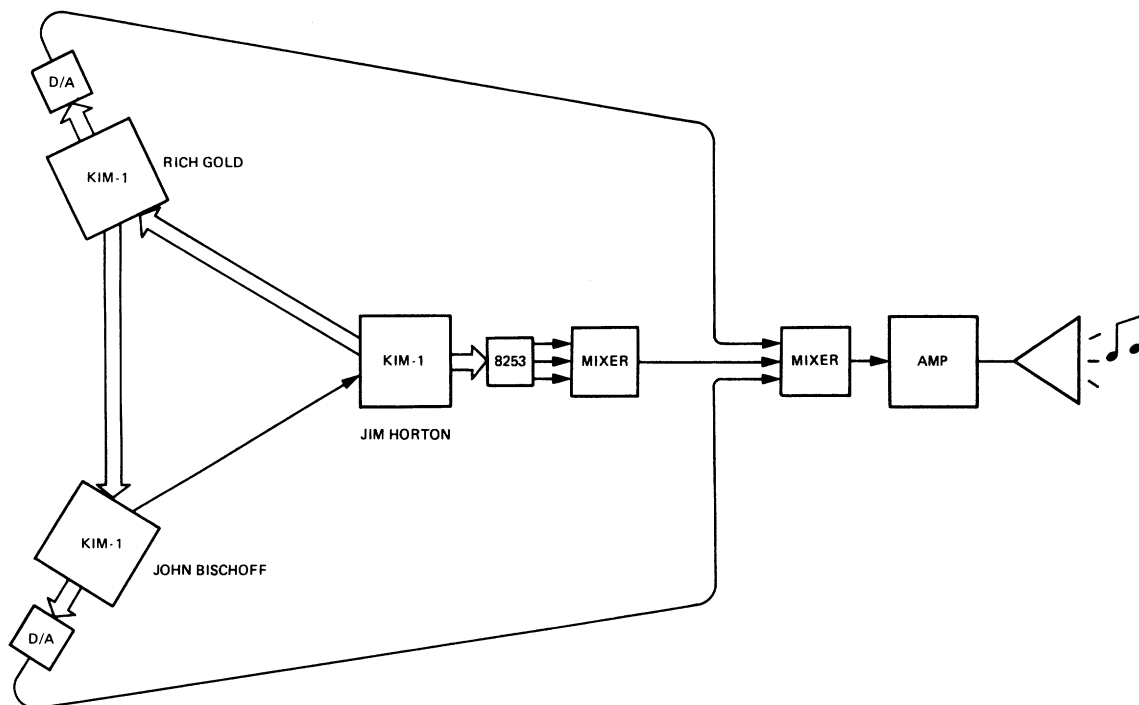 D/A
KIM-1
RICH GOLD
KIM-1
8253
MIXER
MIXER
AMP
JIM HORTON
KIM-1
JOHN BISCHOFF
D/A